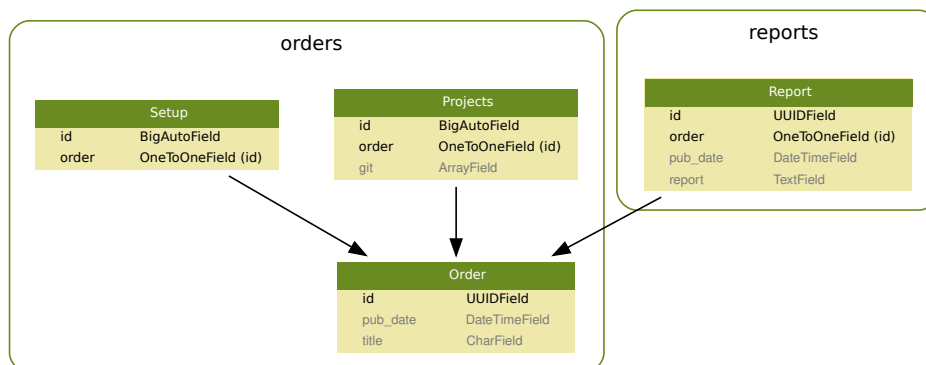 orders
reports
Setup
id BigAutoField
order OneToOneField (id)
Projects
id BigAutoField
order OneToOneField (id)
git ArrayField
Report
id UUIDField
order OneToOneField (id)
pub_date DateTimeField
report TextField
Order
id UUIDField
pub_date DateTimeField
title CharField